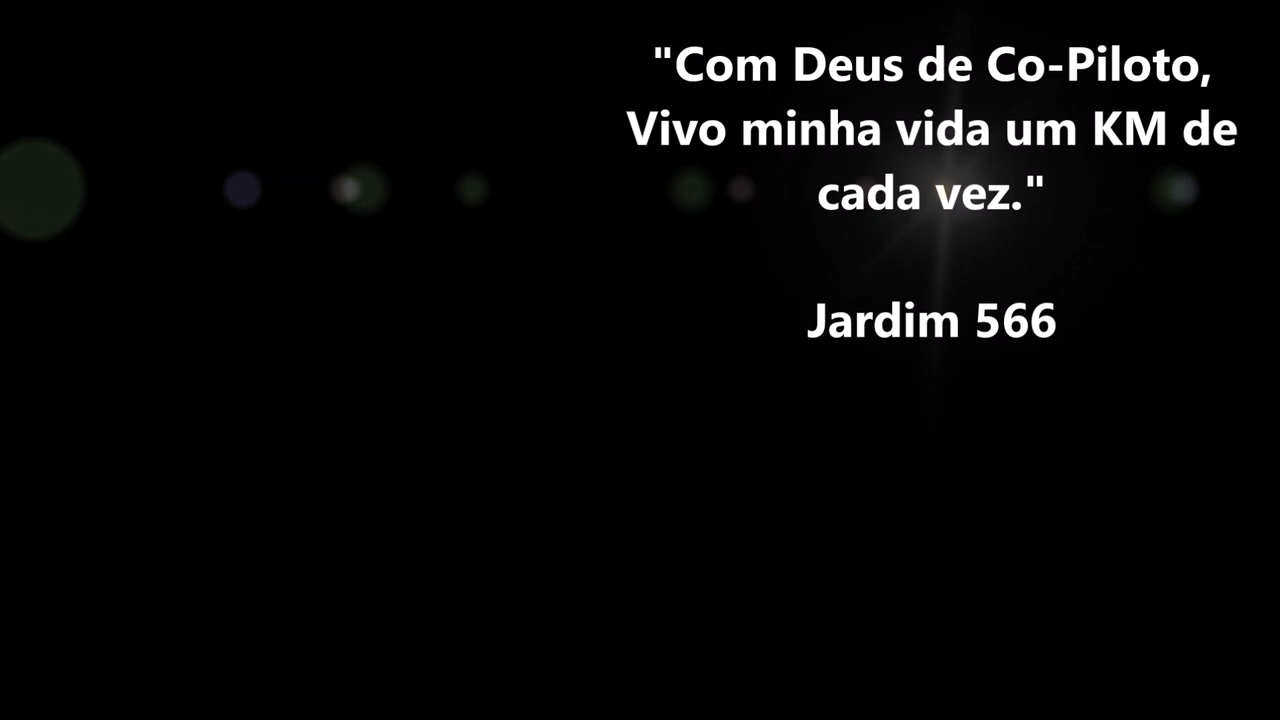 "Com Deus de Co-Piloto,
Vivo minha vida um KM de
cada vez."
Jardim 566